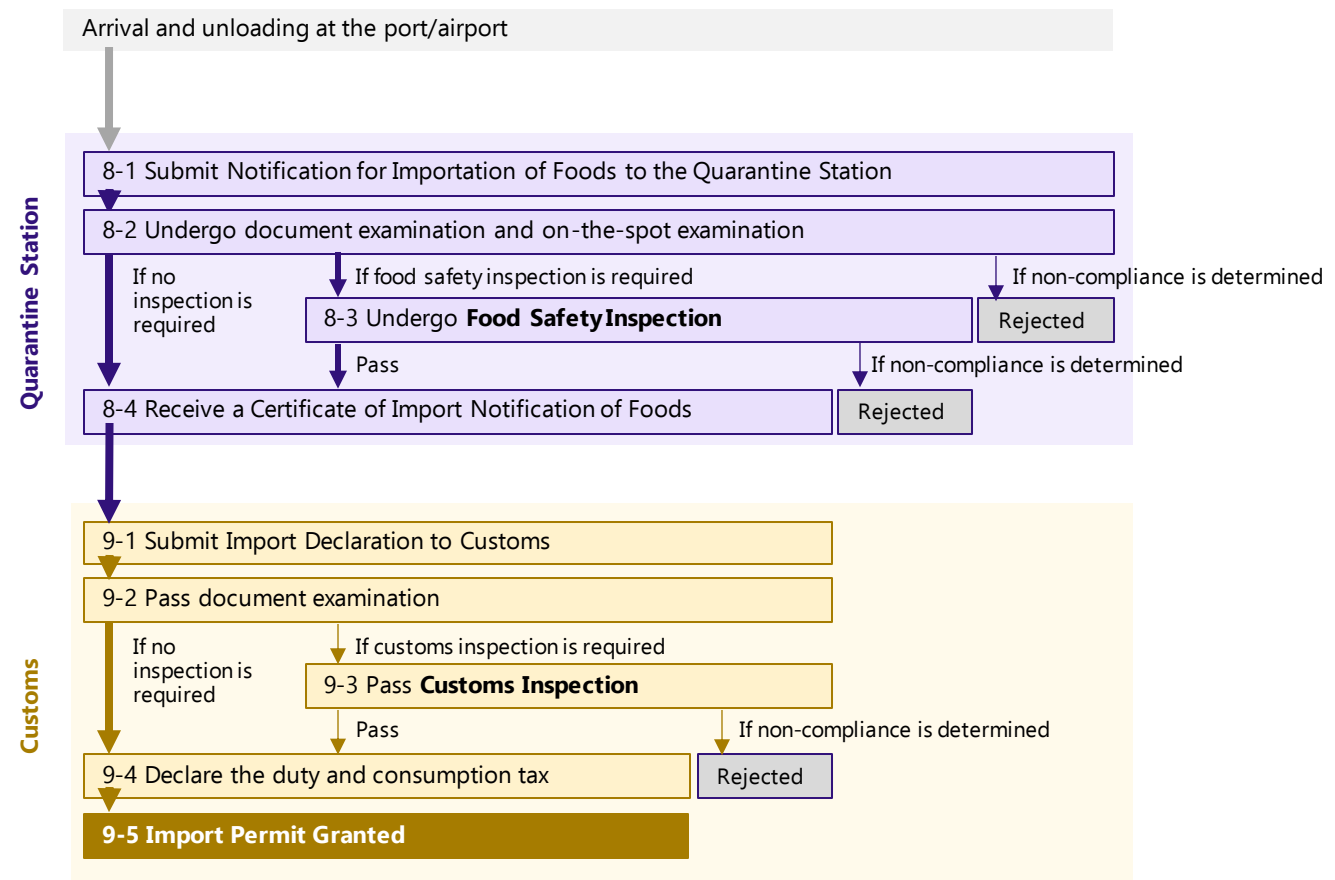 Arrival and unloading at the port/airport
Quarantine Station
8-1 Submit Notification for Importation of Foods to the Quarantine Station
8-2 Undergo document examination and on-the-spot examination
If no
inspection is
required
If food safety inspection is required
If non-compliance is determined
8-3 Undergo Food Safety Inspection
Rejected
Pass
If non-compliance is determined
8-4 Receive a Certificate of Import Notification of Foods
Rejected
Customs
9-1 Submit Import Declaration to Customs
9-2 Pass document examination
If no
inspection is
required
If customs inspection is required
9-3 Pass Customs Inspection
Pass
If non-compliance is determined
9-4 Declare the duty and consumption tax
Rejected
9-5 Import Permit Granted